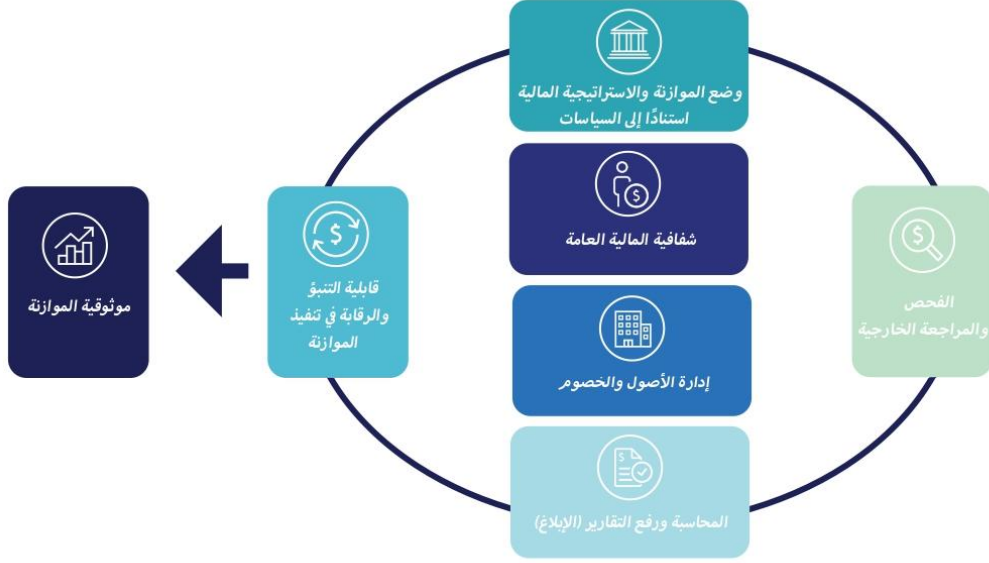 وضع الموازنة والاستراتيجية المالية
استنادًا إلى السياسات
شفافية المالية العامة
إدارة الأصول والخصوم
المحاسبة ورفع التقارير (الإبلاغ)
الفحص
والمراجعة الخارجية
قابلية التنبؤ
والرقابة في تنفيذ
الموازنة
موثوقية الموازنة